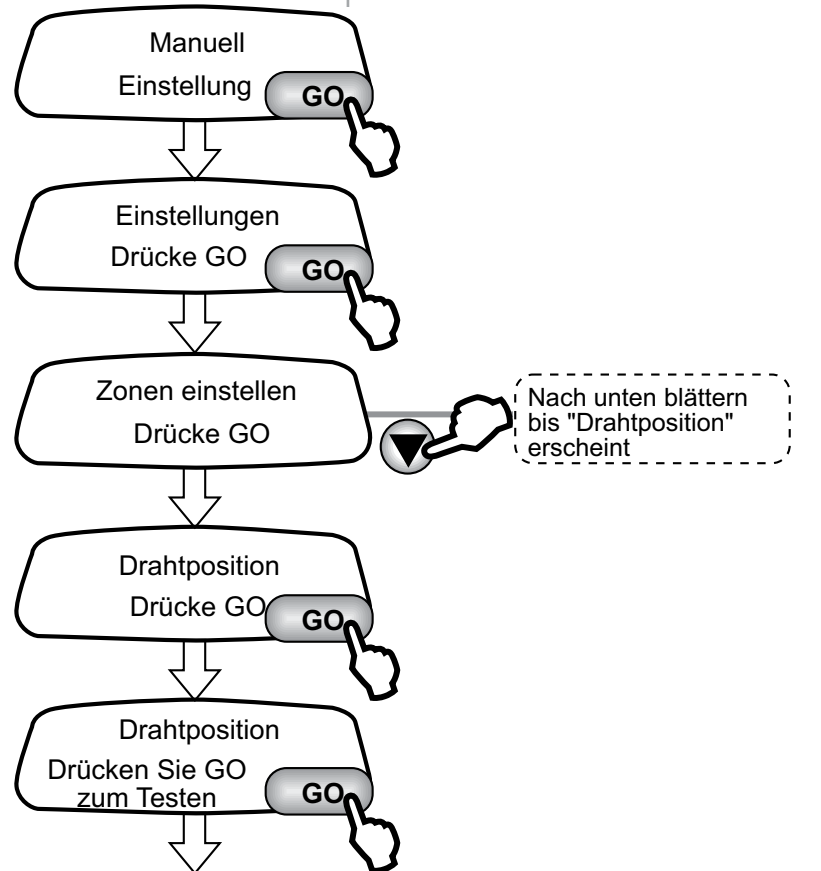 Manuell
Einstellung
GO
Einstellungen
Drücke GO
GO
Zonen einstellen
Drücke GO
Nach unten blättern
bis "Drahtposition"
erscheint
Drahtposition
Drücke GO
GO
Drahtposition
Drücken Sie GO
zum Testen
GO